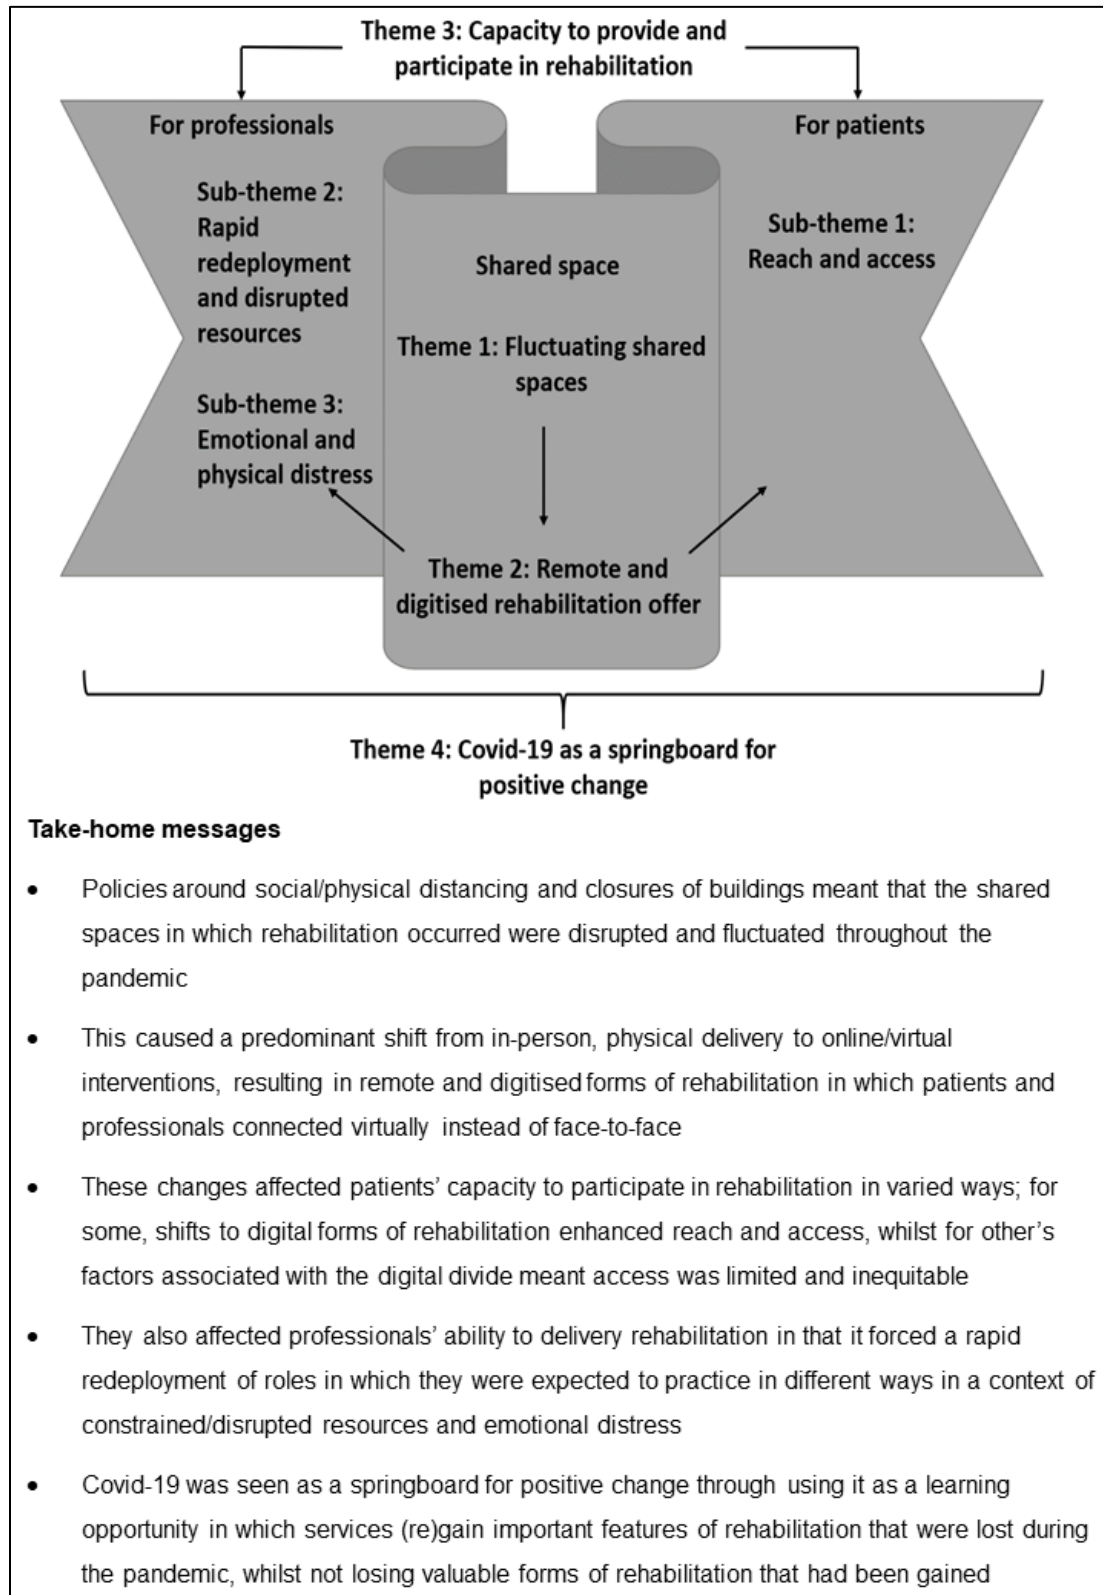 Theme 3: Capacity to provide and
participate in rehabilitation
For professionals
For patients
Sub-theme 2:
Rapid
redeployment
and disrupted
resources
Sub-theme 3:
Emotional and
physical distress
Shared space
Theme 1: Fluctuating shared
spaces
Theme 2: Remote and
digitised rehabilitation offer
Sub-theme 1:
Reach and access
Theme 4: Covid-19 as a springboard for
positive change
Take-home messages
• Policies around social/physical distancing and closures of buildings meant that the shared
spaces in which rehabilitation occurred were disrupted and fluctuated throughout the
pandemic
• This caused a predominant shift from in-person, physical delivery to online/virtual
interventions, resulting in remote and digitised forms of rehabilitation in which patients and
professionals connected virtually instead of face-to-face
• These changes affected patients’ capacity to participate in rehabilitation in varied ways; for
some, shifts to digital forms of rehabilitation enhanced reach and access, whilst for other’s
factors associated with the digital divide meant access was limited and inequitable
• They also affected professionals’ ability to delivery rehabilitation in that it forced a rapid
redeployment of roles in which they were expected to practice in different ways in a context of
constrained/disrupted resources and emotional distress
• Covid-19 was seen as a springboard for positive change through using it as a learning
opportunity in which services (re)gain important features of rehabilitation that were lost during
the pandemic, whilst not losing valuable forms of rehabilitation that had been gained